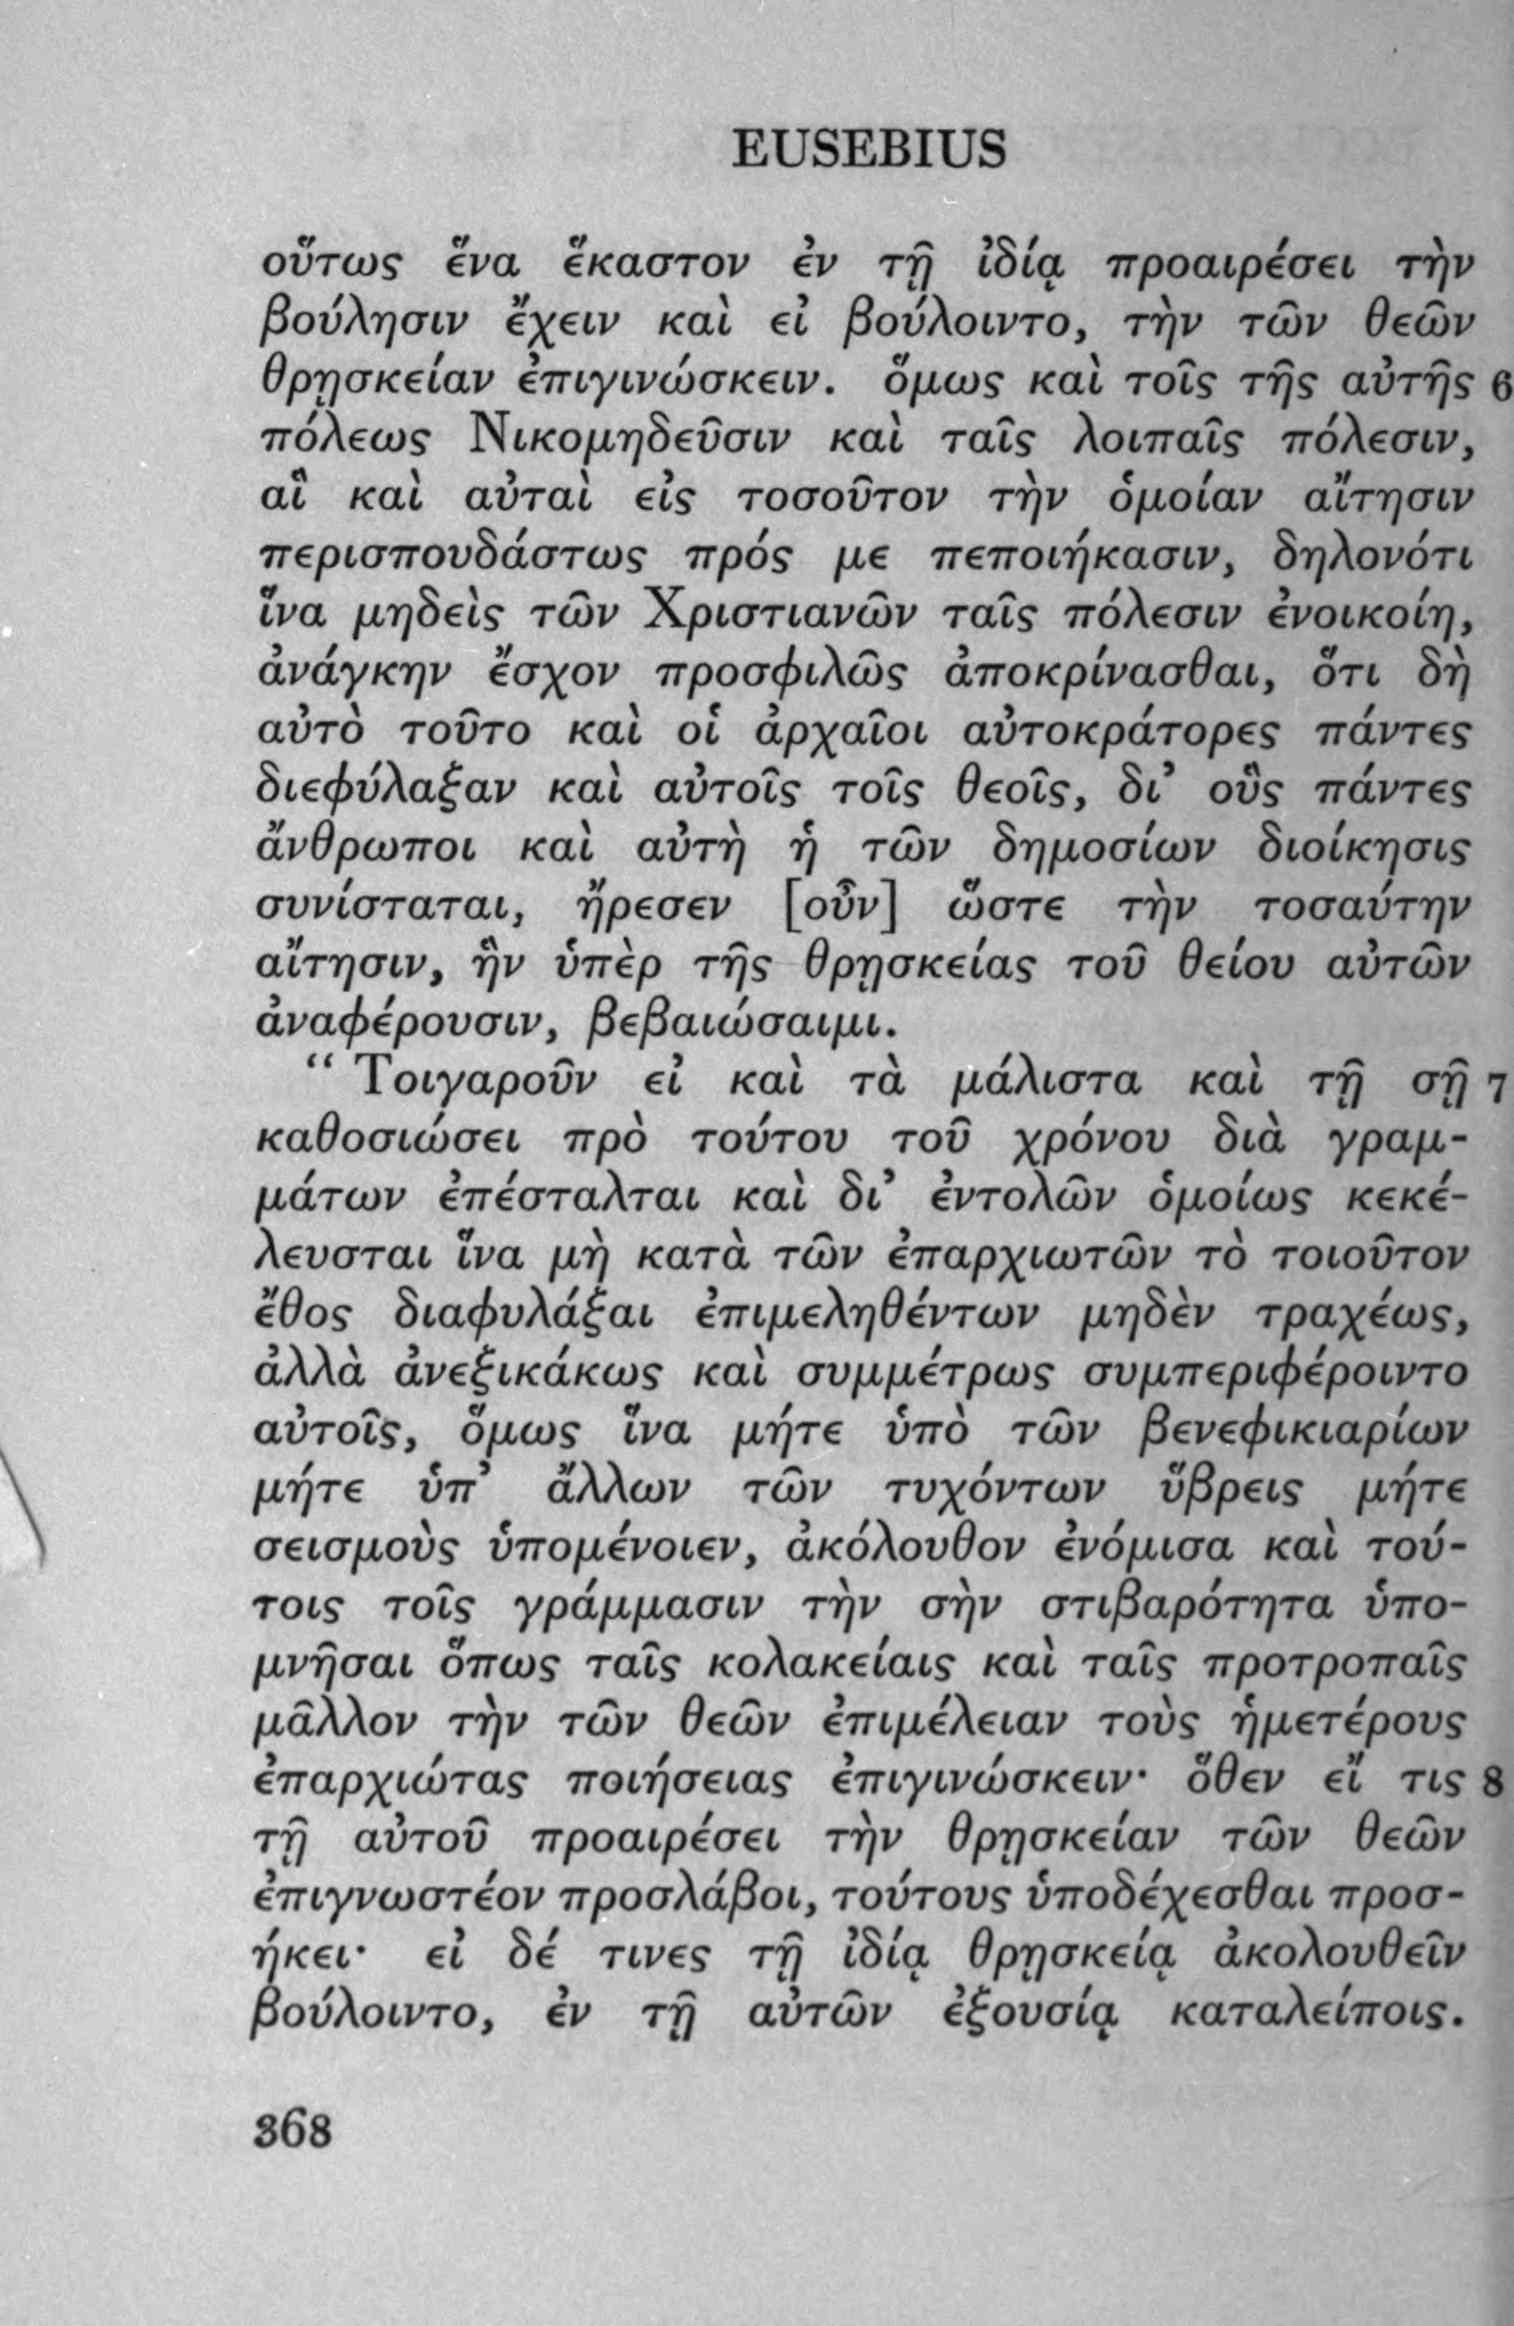 EUSEBIUS
οὕτως ἕνα ἕκαστον ἐν τῇ ἰδίᾳ προαιρέσει τὴν
βούλησιν ἔχειν καὶ εἰ βούλοιντο, τὴν τῶν θεῶν
θρῃσκείαν ἐπιγινώσκειν. ὅμως καὶ τοῖς τῆς αὐτῆς 6
πόλεως Νικομηδεῦσιν καὶ ταῖς λοιπαῖς πόλεσιν,
αἳ καὶ αὐταὶ εἰς τοσοῦτον τὴν ὁμοίαν αἴτησιν
περισπουδάστως πρός με πεποιήκασιν, δηλονότι
ἵνα μηδεὶς τῶν Χριστιανῶν ταῖς πόλεσιν ἐνοικοίη,
ἀνάγκην ἔσχον προσφιλῶς ἀποκρίνασθαι, ὅτι δὴ
αὐτὸ τοῦτο καὶ οἱ ἀρχαῖοι αὐτοκράτορες πάντες
διεφύλαξαν καὶ αὐτοῖς τοῖς θεοῖς, δι’ οὓς πάντες
ἄνθρωποι καὶ αὐτὴ ἡ τῶν δημοσίων διοίκησις
συνίσταται, ἤρεσεν [οὖν] ὥστε τὴν τοσαύτην
αἴτησιν, ἣν ὑπὲρ τῆς θρῃσκείας τοῦ θείου αὐτῶν
ἀναφέρουσιν, βεβαιώσαιμι.
“ Τοιγαροῦν εἰ καὶ τὰ μάλιστα καὶ τῇ σῇ 7
καθοσιώσει πρὸ τούτου τοῦ χρόνου διὰ γραμ-
μάτων ἐπέσταλται καὶ δι’ ἐντολῶν ὁμοίως κεκέ-
λευσται ἵνα μὴ κατὰ τῶν ἐπαρχιωτῶν τὸ τοιοῦτον
ἔθος διαφυλάξαι ἐπιμεληθέντων μηδὲν τραχέως,
ἀλλὰ ἀνεξικάκως καὶ συμμέτρως συμπεριφέροιντο
αὐτοῖς, ὅμως ἵνα μήτε ὑπὸ τῶν βενεφικιαρίων
μήτε ὑπ’ ἄλλων τῶν τυχόντων ὕβρεις μήτε
σεισμοὺς ὑπομένοιεν, ἀκόλουθον ἐνόμισα καὶ τού-
τοις τοῖς γράμμασιν τὴν σὴν στιβαρότητα ὑπο-
μνῆσαι ὅπως ταῖς κολακείαις καὶ ταῖς προτροπαῖς
μᾶλλον τὴν τῶν θεῶν ἐπιμέλειαν τοὺς ἡμετέρους
ἐπαρχιώτας ποιήσειας ἐπιγινώσκειν· ὅθεν εἴ τις 8
τῇ αὐτοῦ προαιρέσει τὴν θρῃσκείαν τῶν θεῶν
ἐπιγνωστέον προσλάβοι, τούτους ὑποδέχεσθαι προσ-
ήκει· εἰ δέ τινες τῇ ἰδίᾳ θρῃσκείᾳ ἀκολουθεῖν
βούλοιντο, ἐν τῇ αὐτῶν ἐξουσίᾳ καταλείποις.
368